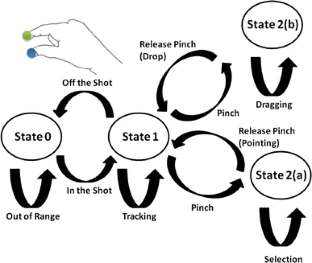 State 2(b)
Release Pinch
(Drop)
Off the Shot
Pinch
Dragging
State 0
State 1
Release Pinch
(Pointing)
State 2(a)
In the Shot
Out of Range
Tracking
Pinch
Selection